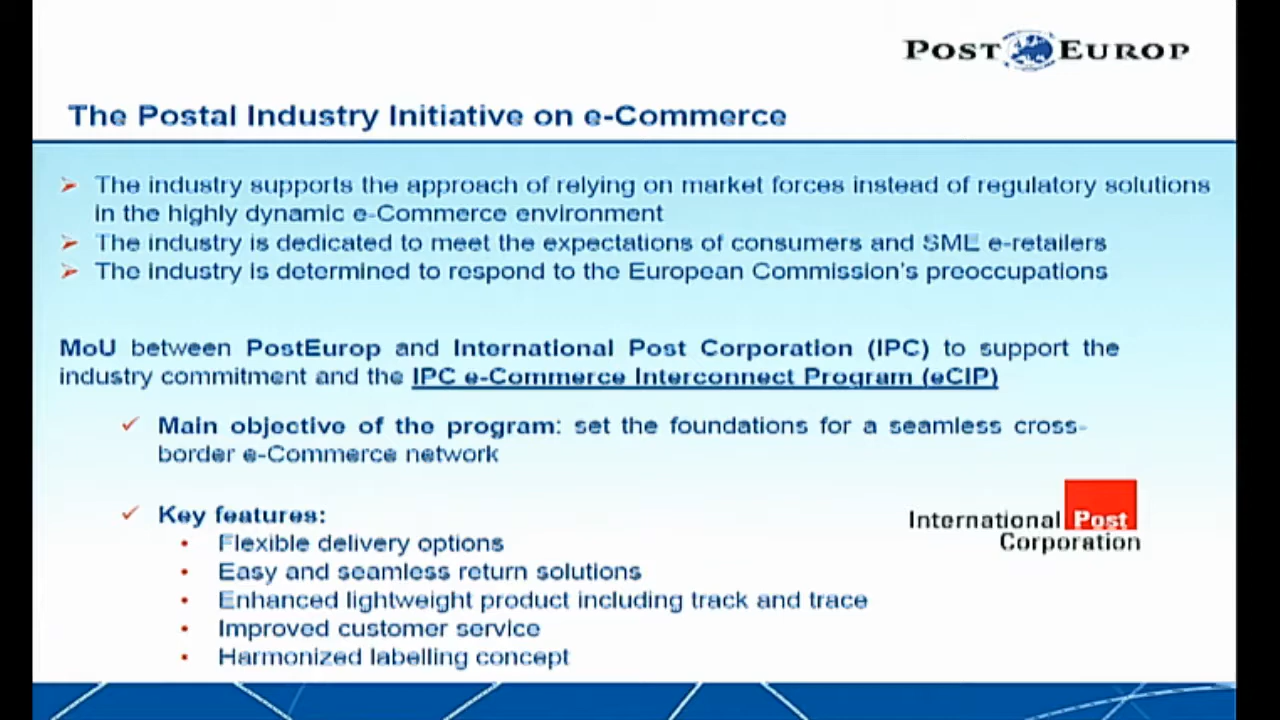 POST EUROP
The Postal Industry Initiative on e-Commerce
The industry supports the approach of relying on market forces instead of regulatory solutions
in the highly dynamic e-Commerce environment
The industry is dedicated to meet the expectations of consumers and SME e-retailers
The industry is determined to respond to the European Commission's preoccupations
MoU between PostEurop and International Post Corporation (IPC) to support the
industry commitment and the IPC e-Commerce Interconnect Program (eCIP)
Main objective of the program: set the foundations for a seamless cross-
border e-Commerce network
Key features:
Flexible delivery options
Easy and seamless return solutions
Enhanced lightweight product including track and trace
Improved customer service
Harmonized labelling concept
International Post
Corporation